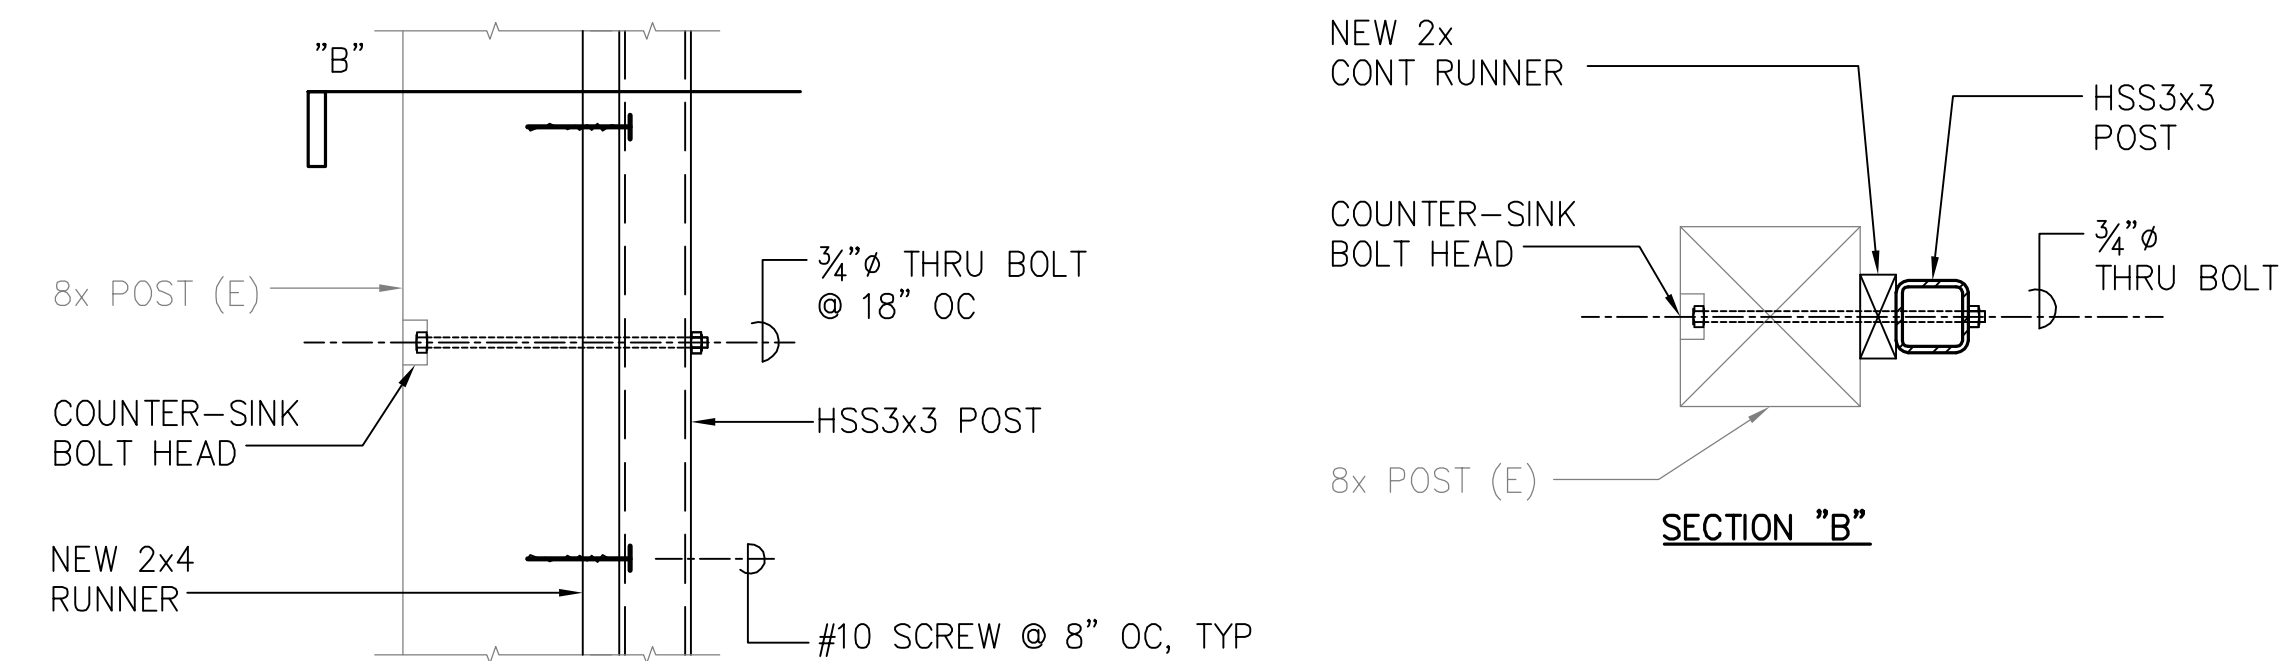 "B"
8x POST (E)
COUNTER-SINK
BOLT HEAD
NEW 2x4
RUNNER
3/4"ø THRU BOLT
@ 18" OC
HSS3x3 POST
#10 SCREW @ 8" OC, TYP
NEW 2x
CONT RUNNER
COUNTER-SINK
BOLT HEAD
8x POST (E)
HSS3x3
POST
3/4"ø
THRU BOLT
SECTION "B"